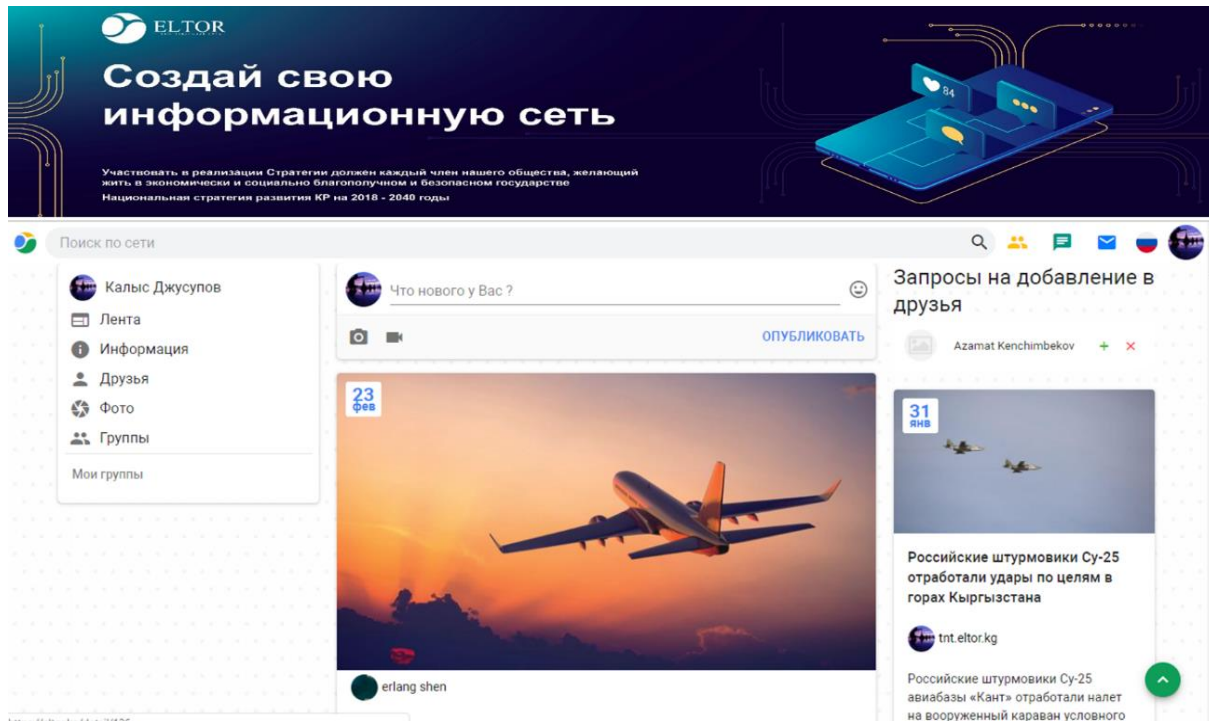 ELTOR
Создай свою
информационную сеть
Участвовать в реализации Стратегии должен каждый член нашего общества, желающий
жить в экономически и социально благополучном и безопасном государстве
Национальная стратегия развития КР на 2018 - 2040 годы
84
Поиск по сети
Калыс Джусупов
Лента
Информация
Друзья
Фото
Группы
Мои группы
Что нового у Вас ?
ОПУБЛИКОВАТЬ
23
фев
erlang shen
Запросы на добавление в
друзья
Azamat Kenchimbekov
31
янв
Российские штурмовики Су-25
отработали удары по целям в
горах Кыргызстана
tnt.eltor.kg
Российские штурмовики Су-25
авиабазы «Кант» отработали налет
на вооруженный караван условного